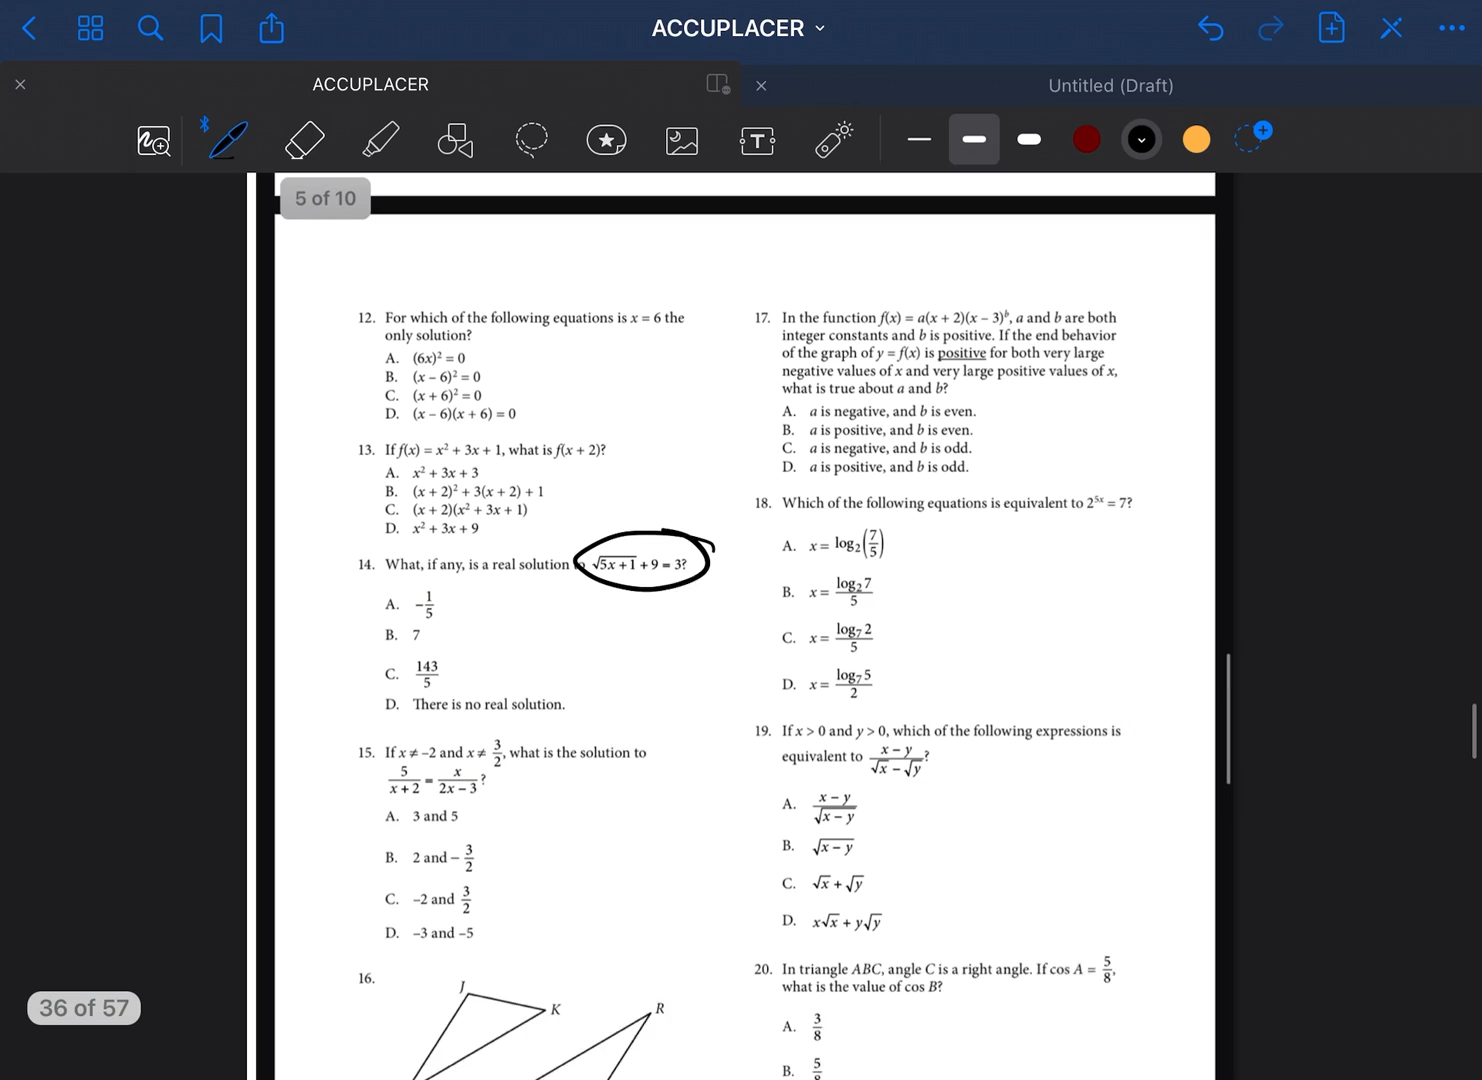 ACCUPLACER
ACCUPLACER
Untitled (Draft)
T
5 of 10
12. For which of the following equations is x = 6 the
only solution?
A. (6x)² = 0
B. (x – 6)² = 0
C. (x + 6)² = 0
D. (x – 6)(x + 6) = 0
13. If f(x) = x² + 3x + 1, what is f(x + 2)?
A. x² + 3x + 3
B. (x + 2)² + 3(x + 2) + 1
C. (x + 2)(x² + 3x + 1)
D. x² + 3x + 9
14. What, if any, is a real solution √5x + 1 + 9 = 3?
A. –1/5
B. 7
C. 143/5
D. There is no real solution.
15. If x ≠ –2 and x ≠ 3/2, what is the solution to
5/(x + 2) = x/(2x – 3)?
A. 3 and 5
B. 2 and –3/2
C. –2 and 3/2
D. –3 and –5
16.
J
K
R
36 of 57
17. In the function f(x) = a(x + 2)(x – 3)ᵇ, a and b are both
integer constants and b is positive. If the end behavior
of the graph of y = f(x) is positive for both very large
negative values of x and very large positive values of x,
what is true about a and b?
A. a is negative, and b is even.
B. a is positive, and b is even.
C. a is negative, and b is odd.
D. a is positive, and b is odd.
18. Which of the following equations is equivalent to 2⁵ˣ = 7?
A. x = log₂(7/5)
B. x = log₂7/5
C. x = log₇2/5
D. x = log₇5/2
19. If x > 0 and y > 0, which of the following expressions is
equivalent to (x – y)/(√x – √y)?
A. (x – y)/√(x – y)
B. √(x – y)
C. √x + √y
D. x√x + y√y
20. In triangle ABC, angle C is a right angle. If cos A = 5/8,
what is the value of cos B?
A. 3/8
B. 5/8